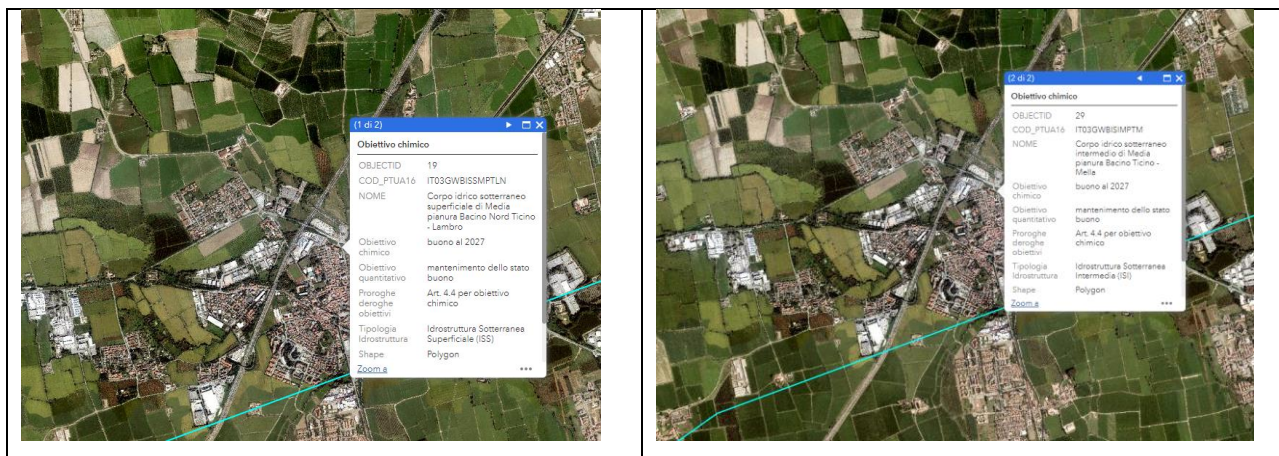 (1 di 2)
Obiettivo chimico
OBJECTID 19
COD_PTUA16 IT03GWBISSMPTLN
NOME Corpo idrico sotterraneo
superficiale di Media
pianura Bacino Nord Ticino
- Lambro
Obiettivo buono al 2027
chimico
Obiettivo mantenimento dello stato
quantitativo buono
Proroghe Art. 4.4 per obiettivo
deroghe chimico
obiettivi
Tipologia Idrostruttura Sotterranea
Idrostruttura Superficiale (ISS)
Shape Polygon
Zoom a
(2 di 2)
Obiettivo chimico
OBJECTID 29
COD_PTUA16 IT03GWBISIMPTM
NOME Corpo idrico sotterraneo
intermedio di Media
pianura Bacino Ticino -
Mella
Obiettivo buono al 2027
chimico
Obiettivo mantenimento dello stato
quantitativo buono
Proroghe Art. 4.4 per obiettivo
deroghe chimico
obiettivi
Tipologia Idrostruttura Sotterranea
Idrostruttura Intermedia (ISI)
Shape Polygon
Zoom a